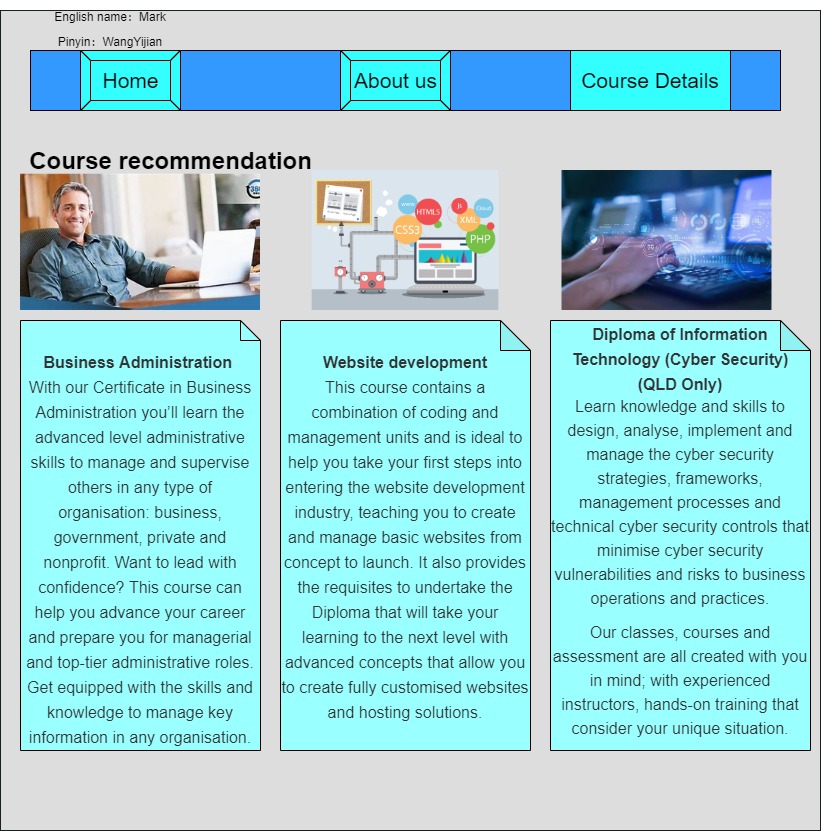 English name：Mark
Pinyin：WangYijian
Home
About us
Course Details
Course recommendation
360
www
HTML5
js
Cloud
CSS3
XML
PHP
Business Administration
With our Certificate in Business
Administration you’ll learn the
advanced level administrative
skills to manage and supervise
others in any type of
organisation: business,
government, private and
nonprofit. Want to lead with
confidence? This course can
help you advance your career
and prepare you for managerial
and top-tier administrative roles.
Get equipped with the skills and
knowledge to manage key
information in any organisation.
Website development
This course contains a
combination of coding and
management units and is ideal to
help you take your first steps into
entering the website development
industry, teaching you to create
and manage basic websites from
concept to launch. It also provides
the requisites to undertake the
Diploma that will take your
learning to the next level with
advanced concepts that allow you
to create fully customised websites
and hosting solutions.
Diploma of Information
Technology (Cyber Security)
(QLD Only)
Learn knowledge and skills to
design, analyse, implement and
manage the cyber security
strategies, frameworks,
management processes and
technical cyber security controls that
minimise cyber security
vulnerabilities and risks to business
operations and practices.
Our classes, courses and
assessment are all created with you
in mind; with experienced
instructors, hands-on training that
consider your unique situation.